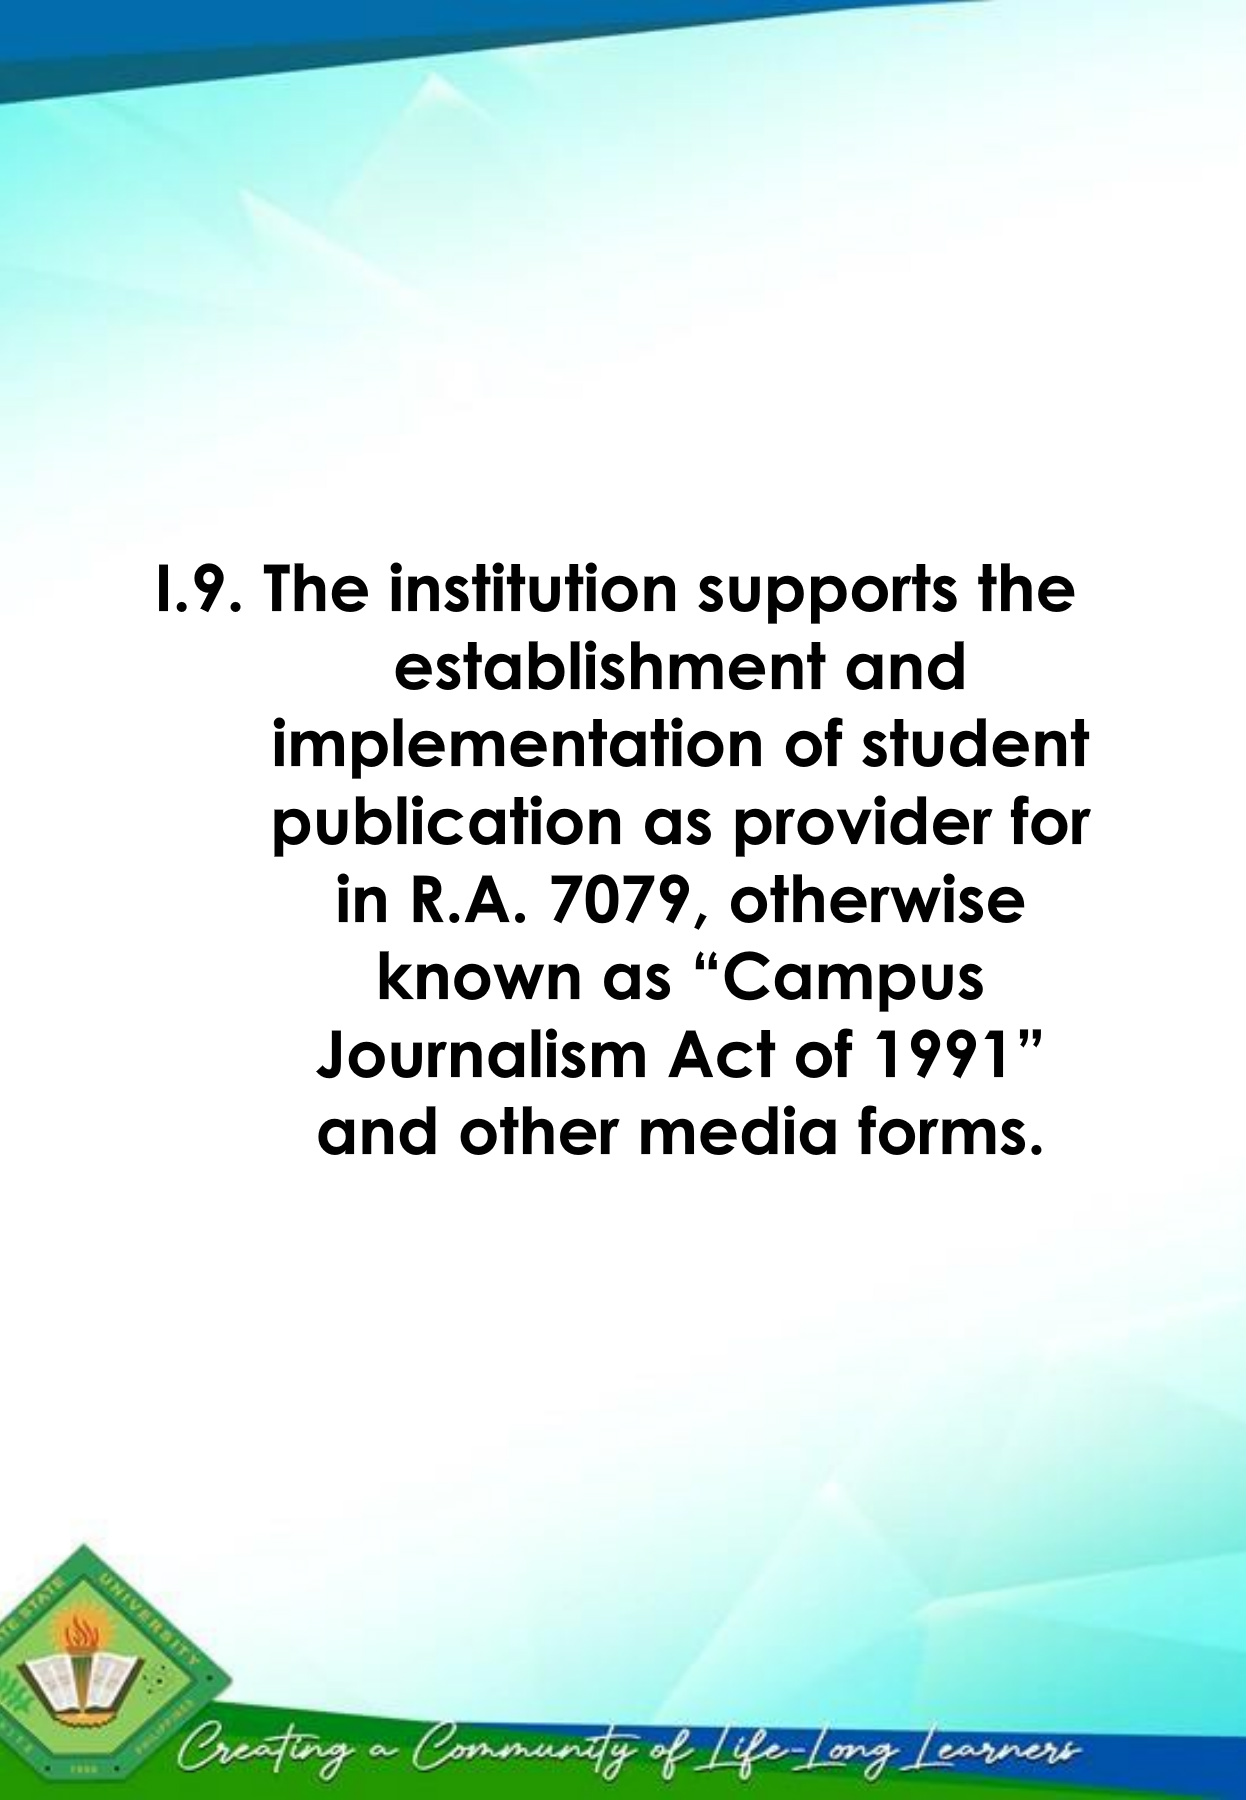 I.9. The institution supports the
establishment and
implementation of student
publication as provider for
in R.A. 7079, otherwise
known as “Campus
Journalism Act of 1991”
and other media forms.
STATE UNIVERSITY
PHILIPPINES
Creating a Community of Life-Long Learners